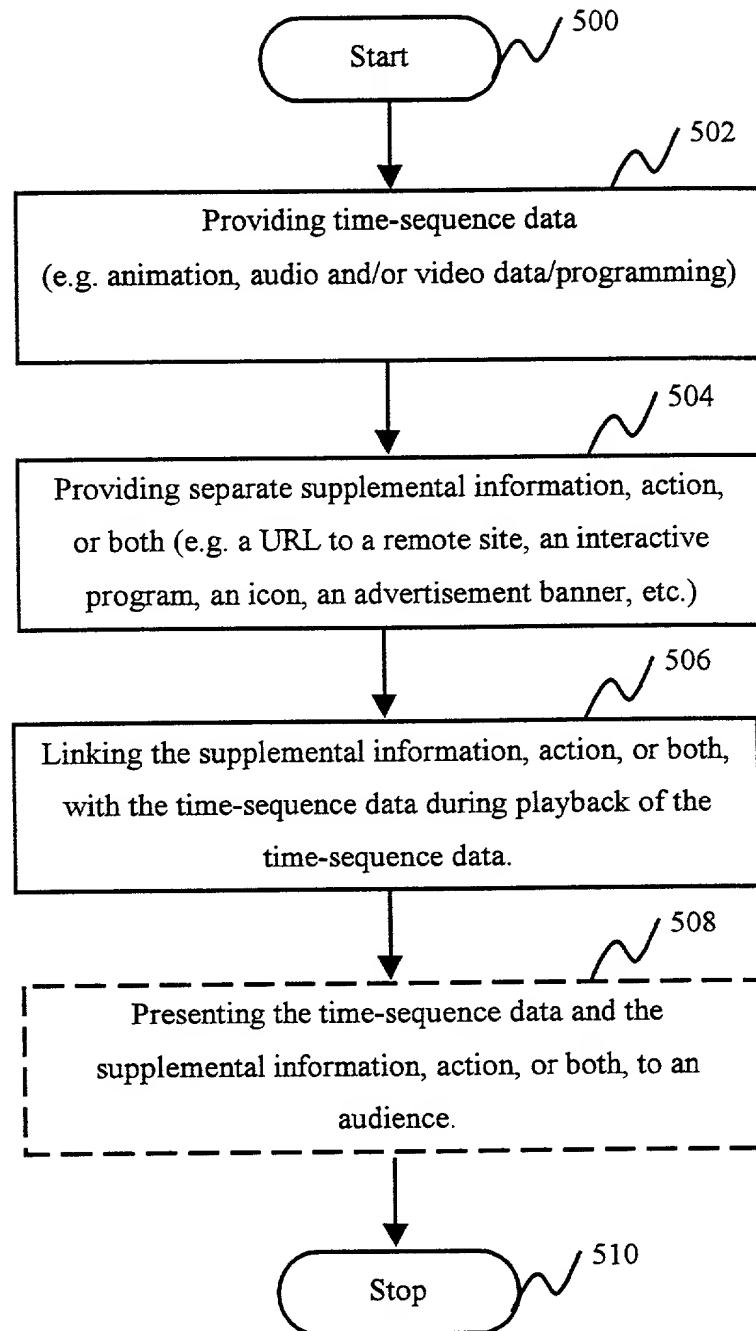 Start
500
502
Providing time-sequence data
(e.g. animation, audio and/or video data/programming)
504
Providing separate supplemental information, action,
or both (e.g. a URL to a remote site, an interactive
program, an icon, an advertisement banner, etc.)
506
Linking the supplemental information, action, or both,
with the time-sequence data during playback of the
time-sequence data.
508
Presenting the time-sequence data and the
supplemental information, action, or both, to an
audience.
Stop
510